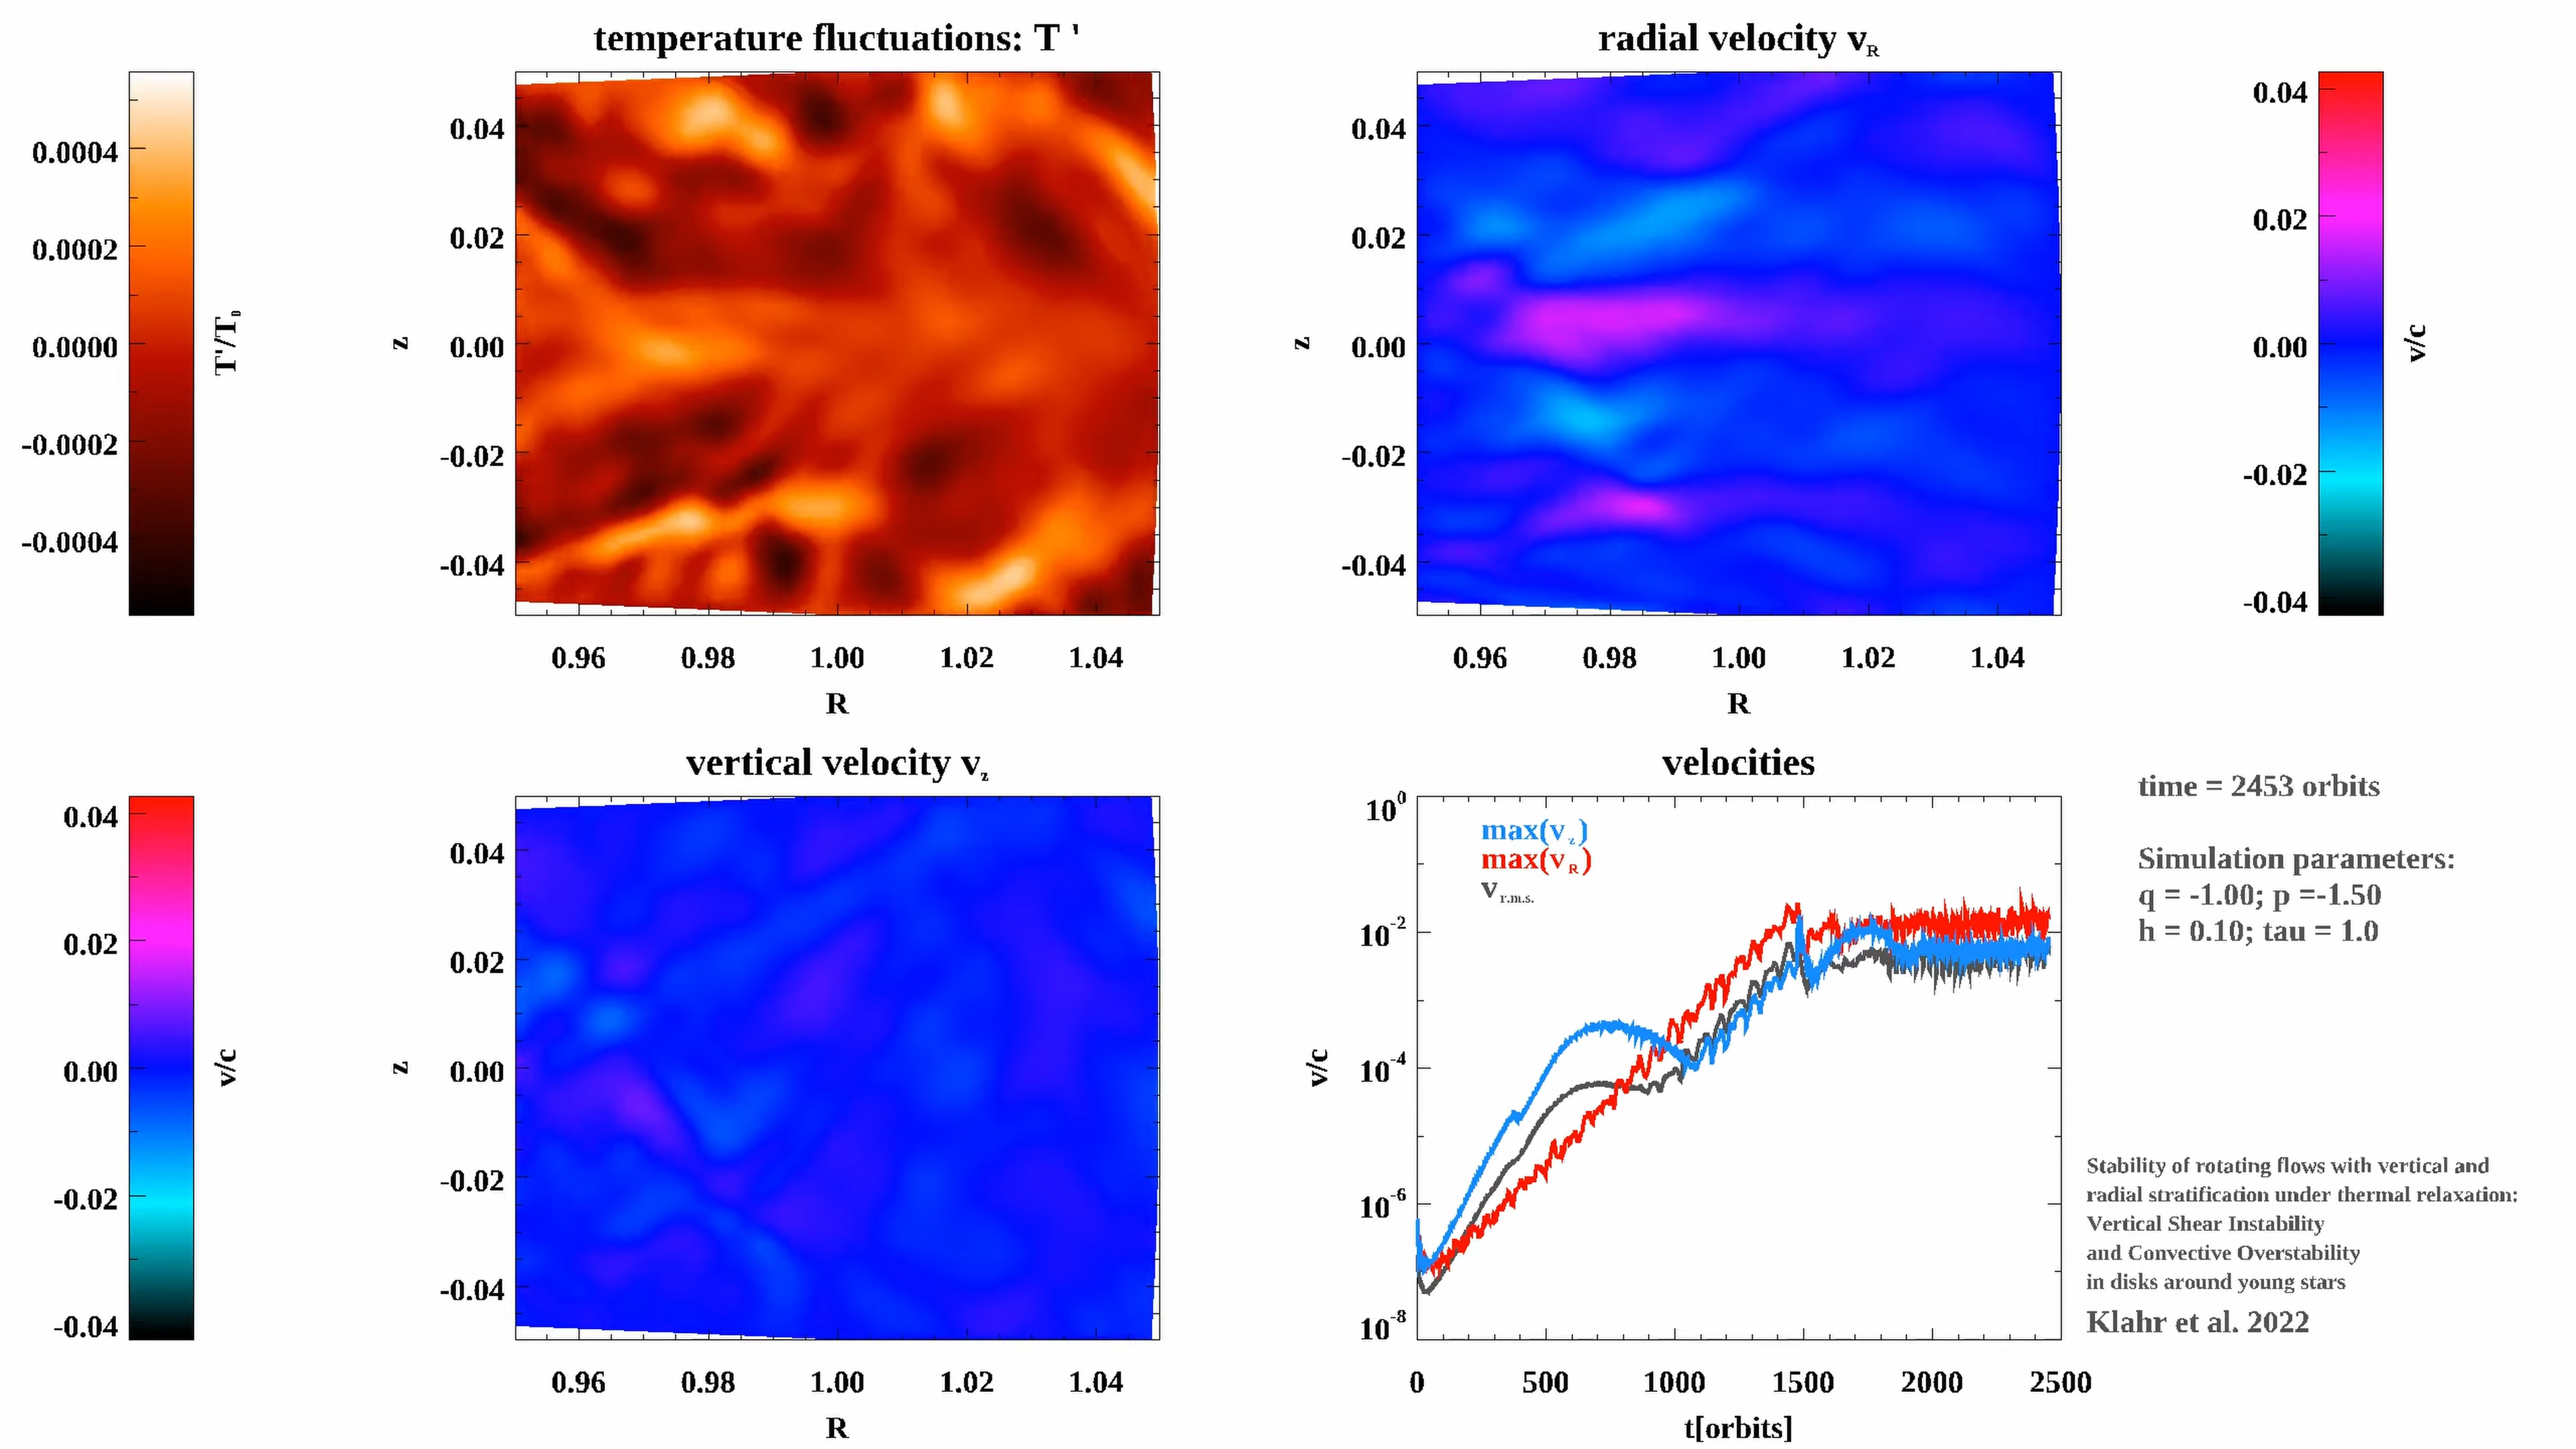 temperature fluctuations: T '
0.0004
0.0002
0.0000
-0.0002
-0.0004
T'/T₀
0.04
0.02
0.00
-0.02
-0.04
z
0.96 0.98 1.00 1.02 1.04
R
radial velocity vR
0.04
0.02
0.00
-0.02
-0.04
z
0.96 0.98 1.00 1.02 1.04
R
0.04
0.02
0.00
-0.02
-0.04
v/c
vertical velocity vz
0.04
0.02
0.00
-0.02
-0.04
v/c
0.04
0.02
0.00
-0.02
-0.04
z
0.96 0.98 1.00 1.02 1.04
R
velocities
max(vz)
max(vR)
vr.m.s.
10⁰
10⁻²
10⁻⁴
10⁻⁶
10⁻⁸
v/c
0 500 1000 1500 2000 2500
t[orbits]
time = 2453 orbits
Simulation parameters:
q = -1.00; p =-1.50
h = 0.10; tau = 1.0
Stability of rotating flows with vertical and
radial stratification under thermal relaxation:
Vertical Shear Instability
and Convective Overstability
in disks around young stars
Klahr et al. 2022